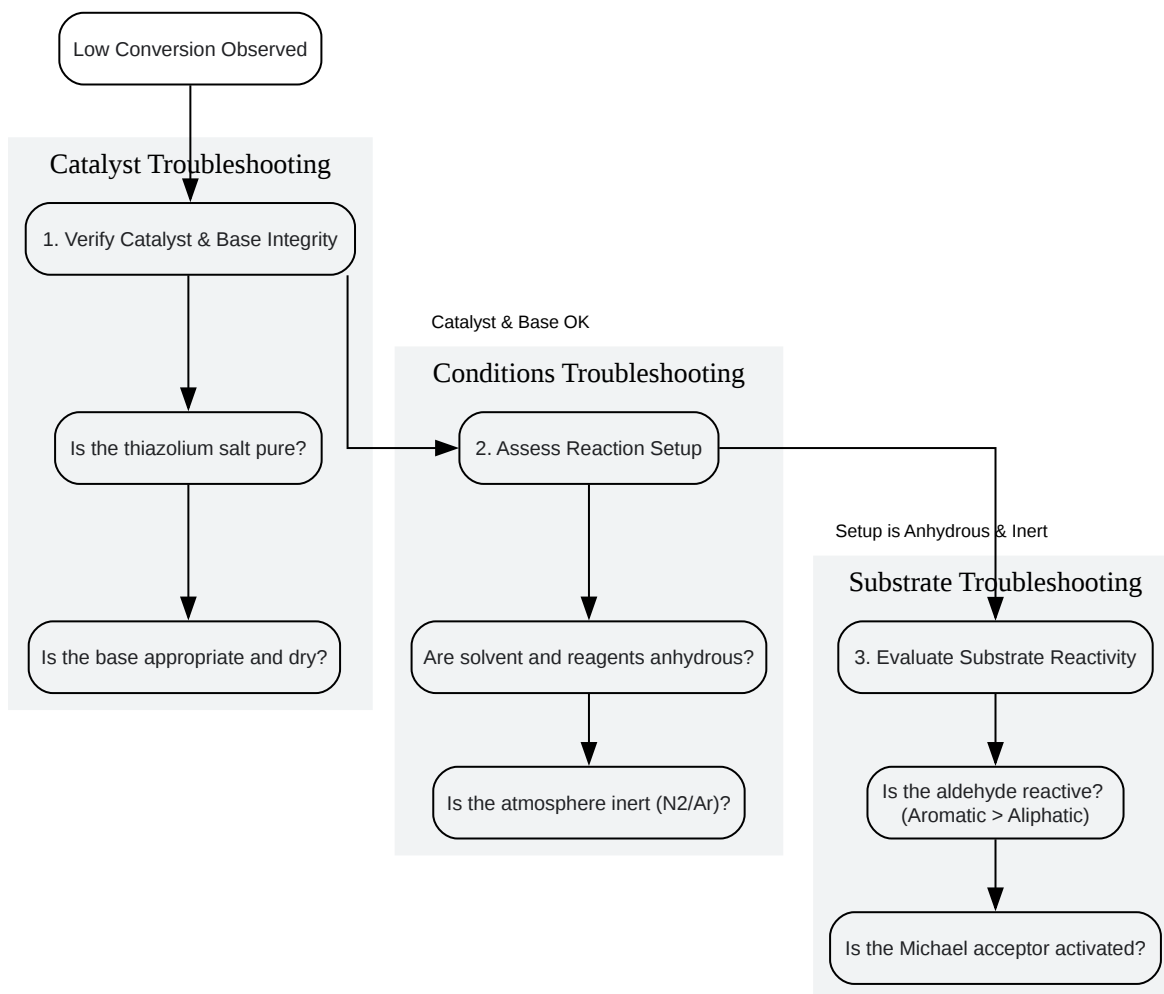 Low Conversion Observed
Catalyst Troubleshooting
1. Verify Catalyst & Base Integrity
Is the thiazolium salt pure?
Is the base appropriate and dry?
Catalyst & Base OK
Conditions Troubleshooting
2. Assess Reaction Setup
Are solvent and reagents anhydrous?
Is the atmosphere inert (N2/Ar)?
Setup is Anhydrous & Inert
Substrate Troubleshooting
3. Evaluate Substrate Reactivity
Is the aldehyde reactive?
(Aromatic > Aliphatic)
Is the Michael acceptor activated?